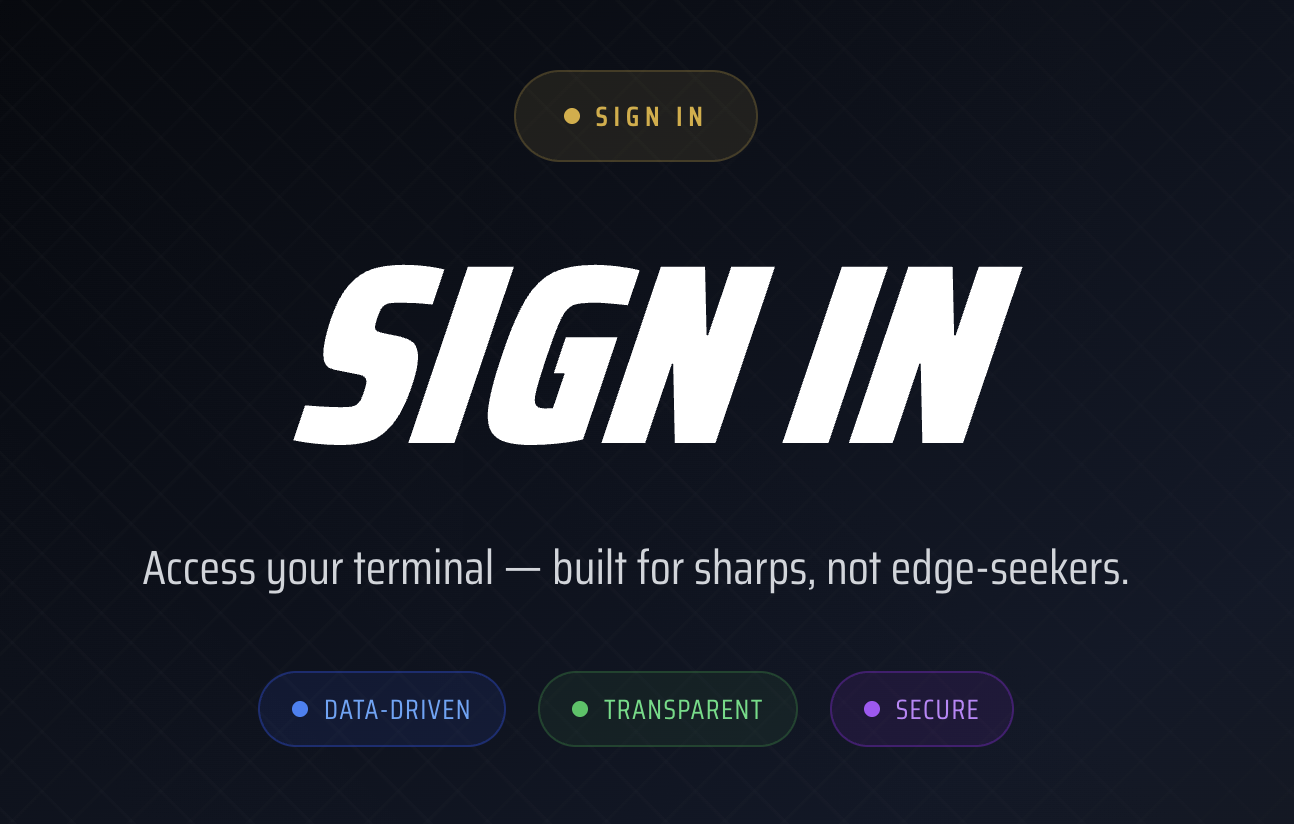 SIGN IN
SIGN IN
Access your terminal — built for sharps, not edge-seekers.
DATA-DRIVEN TRANSPARENT SECURE